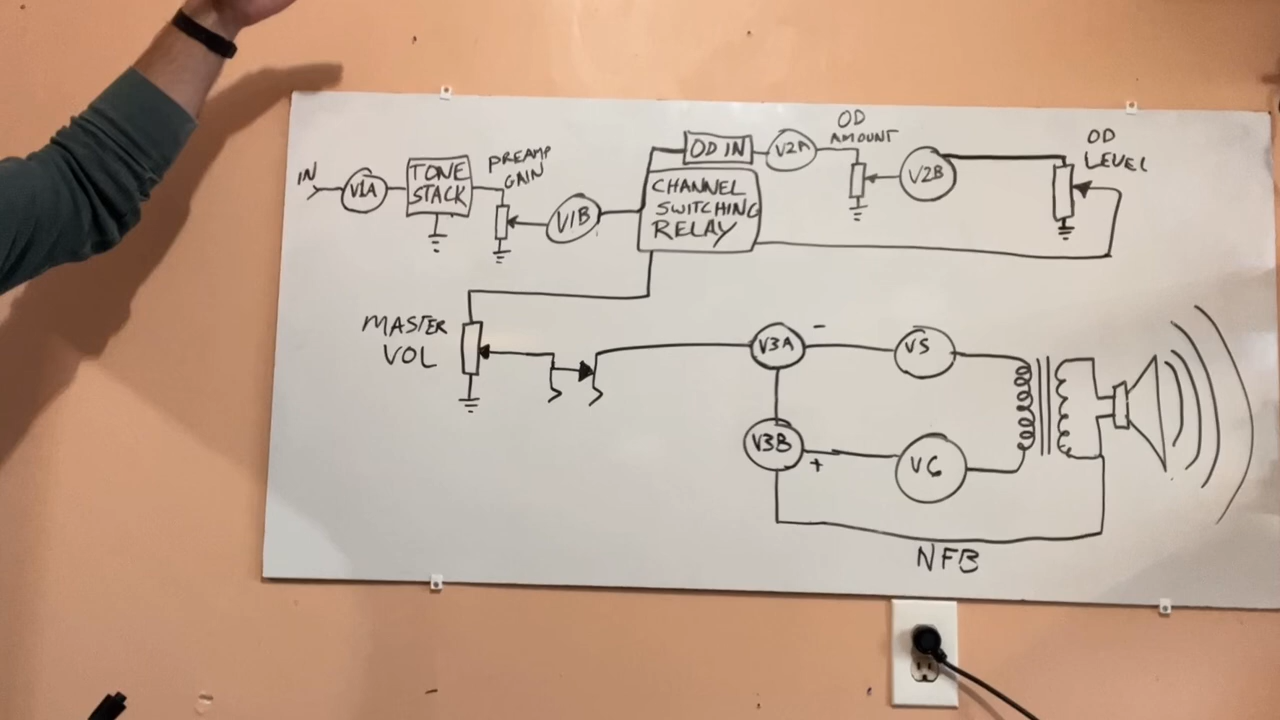 IN
V1A
TONE
STACK
PREAMP
GAIN
V1B
OD IN
CHANNEL
SWITCHING
RELAY
V2A
OD
AMOUNT
V2B
OD
LEVEL
MASTER
VOL
V3A
-
V5
V3B
+
V6
NFB